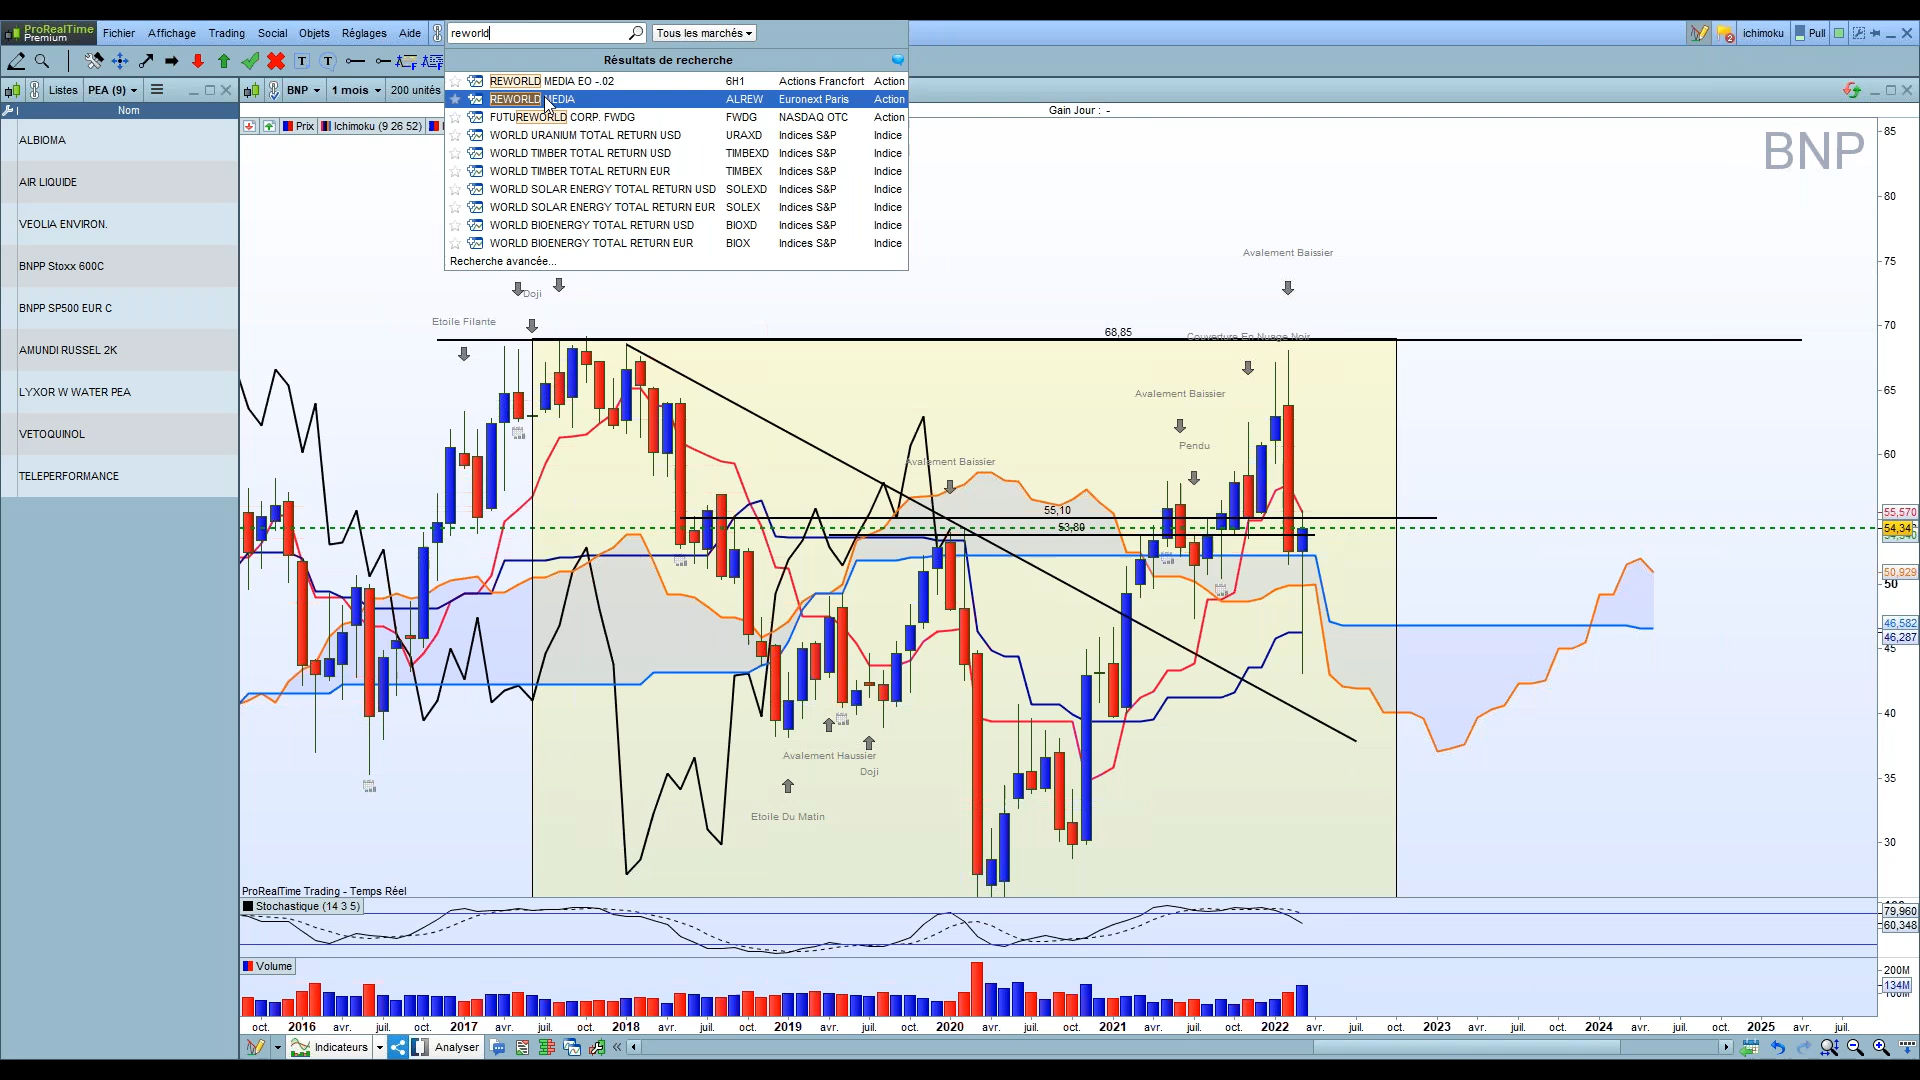 ProRealTime
Premium
Fichier Affichage Trading Social Objets Réglages Aide
reworld
Tous les marchés
2 ichimoku Pull
Résultats de recherche
REWORLD MEDIA EO -.02 6H1 Actions Francfort Action
REWORLD MEDIA ALREW Euronext Paris Action
FUTUREWORLD CORP. FWDG FWDG NASDAQ OTC Action
WORLD URANIUM TOTAL RETURN USD URAXD Indices S&P Indice
WORLD TIMBER TOTAL RETURN USD TIMBEXD Indices S&P Indice
WORLD TIMBER TOTAL RETURN EUR TIMBEX Indices S&P Indice
WORLD SOLAR ENERGY TOTAL RETURN USD SOLEXD Indices S&P Indice
WORLD SOLAR ENERGY TOTAL RETURN EUR SOLEX Indices S&P Indice
WORLD BIOENERGY TOTAL RETURN USD BIOXD Indices S&P Indice
WORLD BIOENERGY TOTAL RETURN EUR BIOX Indices S&P Indice
Recherche avancée...
Listes PEA (9)
Nom
ALBIOMA
AIR LIQUIDE
VEOLIA ENVIRON.
BNPP Stoxx 600C
BNPP SP500 EUR C
AMUNDI RUSSEL 2K
LYXOR W WATER PEA
VETOQUINOL
TELEPERFORMANCE
BNP 1 mois 200 unités
Gain Jour : -
Prix Ichimoku (9 26 52)
BNP
Avalement Baissier
Doji
Etoile Filante
68,85
Couverture En Nuage Noir
Avalement Baissier
Pendu
Avalement Baissier
55,10
53,80
Avalement Haussier
Doji
Etoile Du Matin
85
80
75
70
65
60
55,570
54,34
50,929
50
46,582
46,287
45
40
35
30
ProRealTime Trading - Temps Réel
Stochastique (14 3 5)
79,960
60,348
Volume
200M
134M
oct. 2016 avr. juil. oct. 2017 avr. juil. oct. 2018 avr. juil. oct. 2019 avr. juil. oct. 2020 avr. juil. oct. 2021 avr. juil. oct. 2022 avr. juil. oct. 2023 avr. juil. oct. 2024 avr. juil. oct. 2025 avr. juil.
Indicateurs Analyser